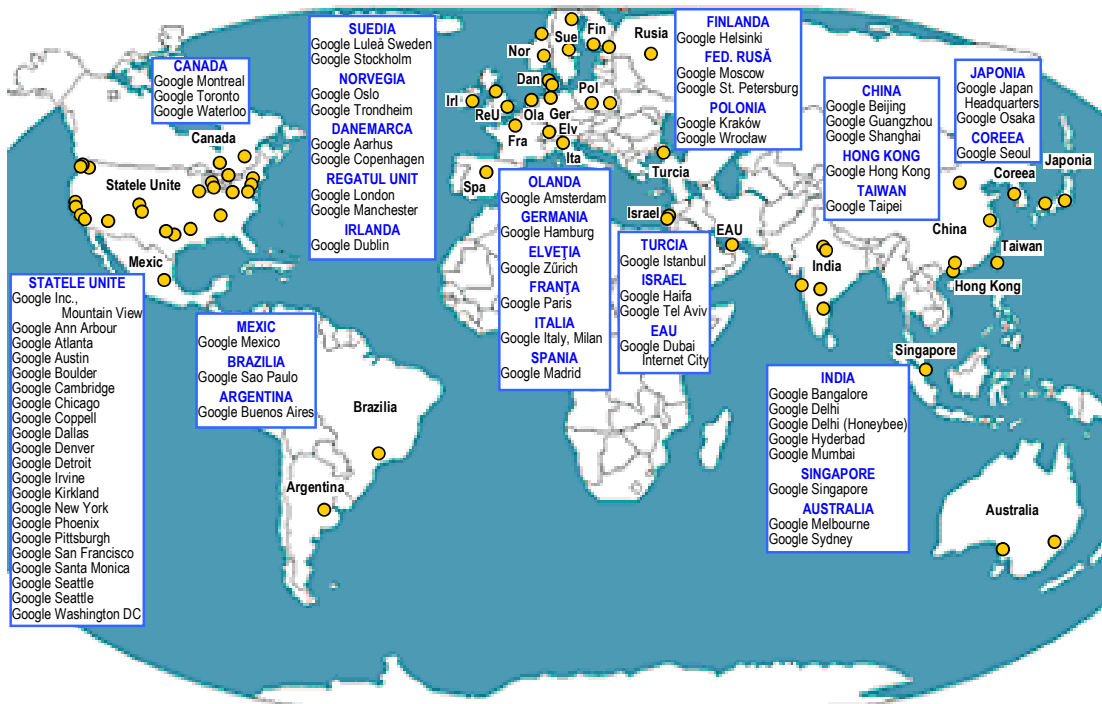 CANADA
Google Montreal
Google Toronto
Google Waterloo
SUEDIA
Google Luleå Sweden
Google Stockholm
NORVEGIA
Google Oslo
Google Trondheim
DANEMARCA
Google Aarhus
Google Copenhagen
REGATUL UNIT
Google London
Google Manchester
IRLANDA
Google Dublin
FINLANDA
Google Helsinki
FED. RUSĂ
Google Moscow
Google St. Petersburg
POLONIA
Google Kraków
Google Wrocław
CHINA
Google Beijing
Google Guangzhou
Google Shanghai
HONG KONG
Google Hong Kong
TAIWAN
Google Taipei
JAPONIA
Google Japan
Headquarters
Google Osaka
COREEA
Google Seoul
OLANDA
Google Amsterdam
GERMANIA
Google Hamburg
ELVEŢIA
Google Zűrich
FRANŢA
Google Paris
ITALIA
Google Italy, Milan
SPANIA
Google Madrid
TURCIA
Google Istanbul
ISRAEL
Google Haifa
Google Tel Aviv
EAU
Google Dubai
Internet City
STATELE UNITE
Google Inc.,
Mountain View
Google Ann Arbour
Google Atlanta
Google Austin
Google Boulder
Google Cambridge
Google Chicago
Google Coppell
Google Dallas
Google Denver
Google Detroit
Google Irvine
Google Kirkland
Google New York
Google Phoenix
Google Pittsburgh
Google San Francisco
Google Santa Monica
Google Seattle
Google Seattle
Google Washington DC
MEXIC
Google Mexico
BRAZILIA
Google Sao Paulo
ARGENTINA
Google Buenos Aires
INDIA
Google Bangalore
Google Delhi
Google Delhi (Honeybee)
Google Hyderbad
Google Mumbai
SINGAPORE
Google Singapore
AUSTRALIA
Google Melbourne
Google Sydney
Canada
Statele Unite
Mexic
Brazilia
Argentina
Nor
Sue
Fin
Rusia
Dan
Irl
ReU
Ola
Ger
Pol
Fra
Elv
Ita
Spa
Turcia
Israel
EAU
India
China
Coreea
Japonia
Taiwan
Hong Kong
Singapore
Australia